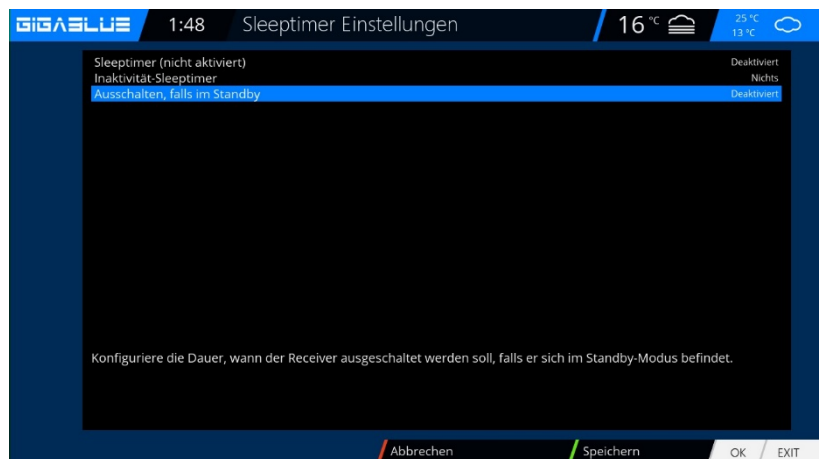 GIGABLUE
1:48
Sleeptimer Einstellungen
16 °C
25 °C
13 °C
Sleeptimer (nicht aktiviert) Deaktiviert
Inaktivität-Sleeptimer Nichts
Ausschalten, falls im Standby Deaktiviert
Konfiguriere die Dauer, wann der Receiver ausgeschaltet werden soll, falls er sich im Standby-Modus befindet.
Abbrechen
Speichern
OK
EXIT